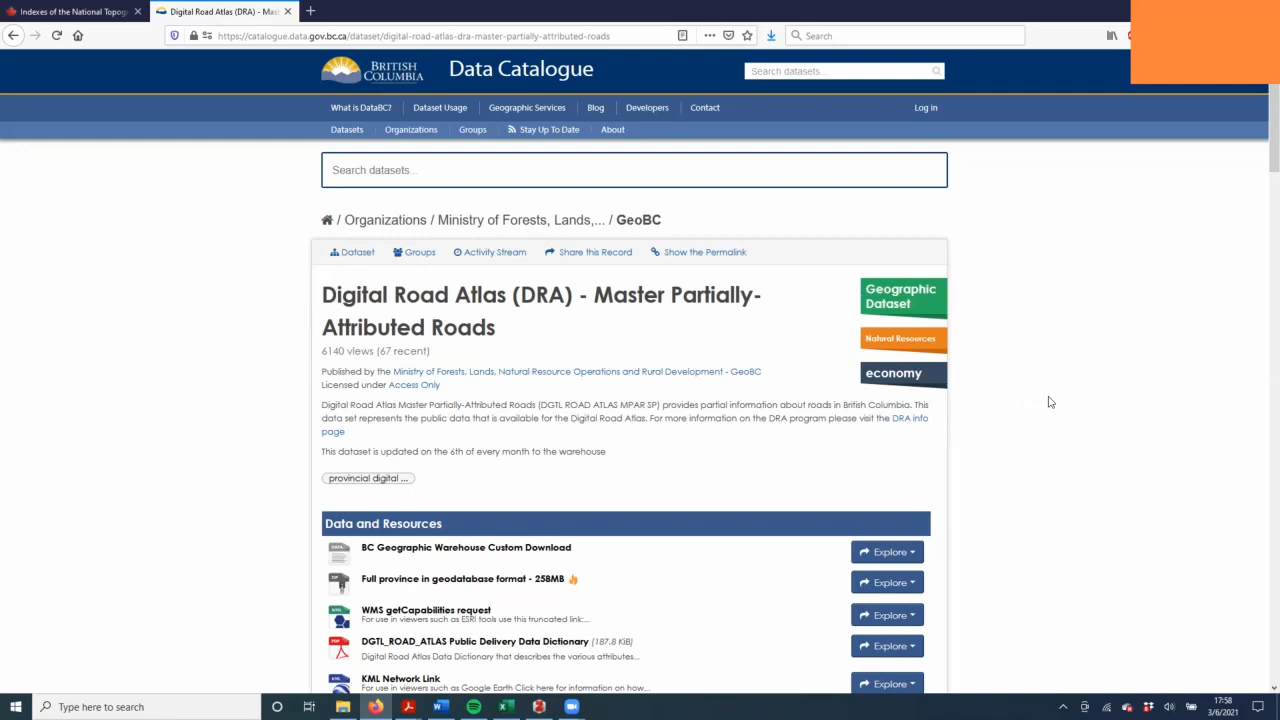 Indexes of the National Topog
Digital Road Atlas (DRA) - Mast
https://catalogue.data.gov.bc.ca/dataset/digital-road-atlas-dra-master-partially-attributed-roads
Search
BRITISH
COLUMBIA
Data Catalogue
Search datasets...
What is DataBC?
Dataset Usage
Geographic Services
Blog
Developers
Contact
Log in
Datasets
Organizations
Groups
Stay Up To Date
About
Search datasets...
/ Organizations / Ministry of Forests, Lands,... / GeoBC
Dataset
Groups
Activity Stream
Share this Record
Show the Permalink
Digital Road Atlas (DRA) - Master Partially-
Attributed Roads
Geographic
Dataset
Natural Resources
economy
6140 views (67 recent)
Published by the Ministry of Forests, Lands, Natural Resource Operations and Rural Development - GeoBC
Licensed under Access Only
Digital Road Atlas Master Partially-Attributed Roads (DGTL ROAD ATLAS MPAR SP) provides partial information about roads in British Columbia. This
data set represents the public data that is available for the Digital Road Atlas. For more information on the DRA program please visit the DRA info
page
This dataset is updated on the 6th of every month to the warehouse
provincial digital ...
Data and Resources
BC Geographic Warehouse Custom Download
Explore
Full province in geodatabase format - 258MB
Explore
WMS getCapabilities request
For use in viewers such as ESRI tools use this truncated link:...
Explore
DGTL_ROAD_ATLAS Public Delivery Data Dictionary (187.8 KiB)
Digital Road Atlas Data Dictionary that describes the various attributes...
Explore
KML Network Link
For use in viewers such as Google Earth Click here for information on how...
Explore
Type here to search
17:58
3/6/2021